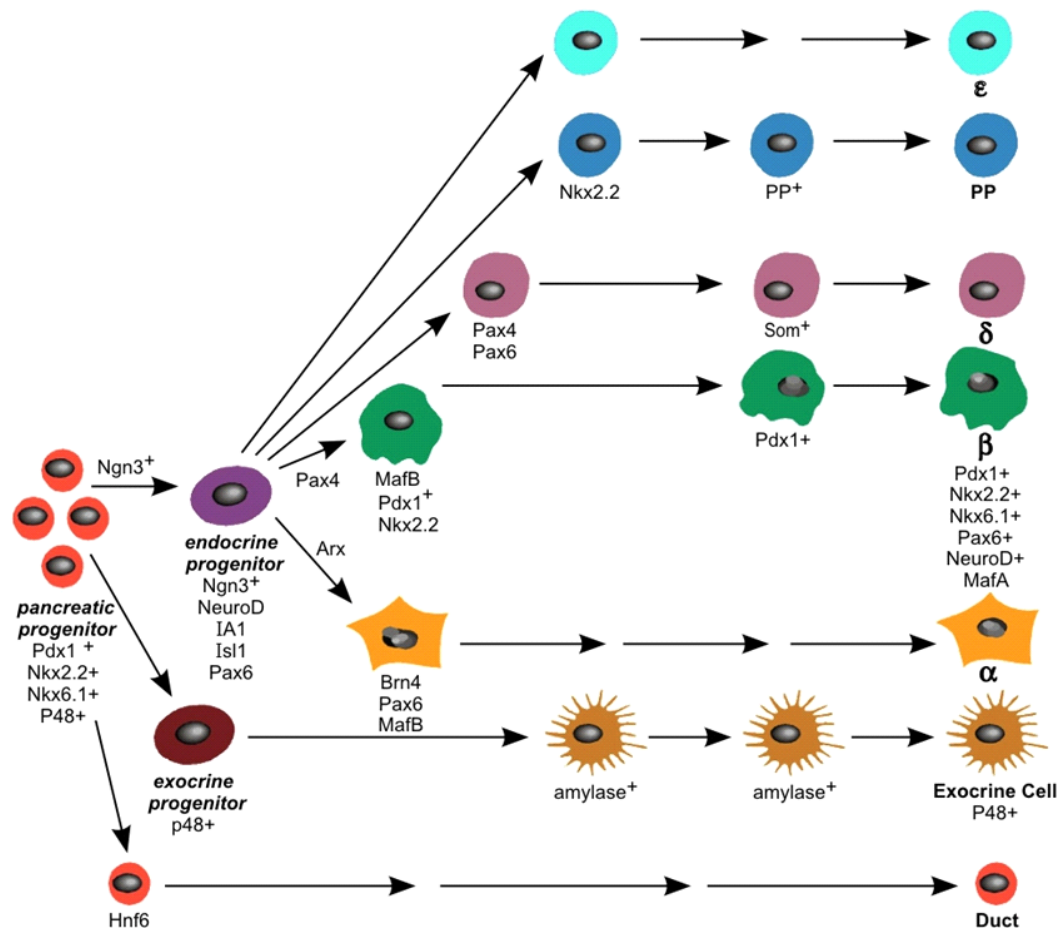 ε
Nkx2.2
PP⁺
PP
Pax4
Pax6
Som⁺
δ
Ngn3⁺
Pax4
MafB
Pdx1⁺
Nkx2.2
Pdx1+
β
Pdx1+
Nkx2.2+
Nkx6.1+
Pax6+
NeuroD+
MafA
endocrine
progenitor
Ngn3⁺
NeuroD
IA1
Isl1
Pax6
Arx
pancreatic
progenitor
Pdx1 ⁺
Nkx2.2+
Nkx6.1+
P48+
Brn4
Pax6
MafB
α
exocrine
progenitor
p48+
amylase⁺
amylase⁺
Exocrine Cell
P48+
Hnf6
Duct